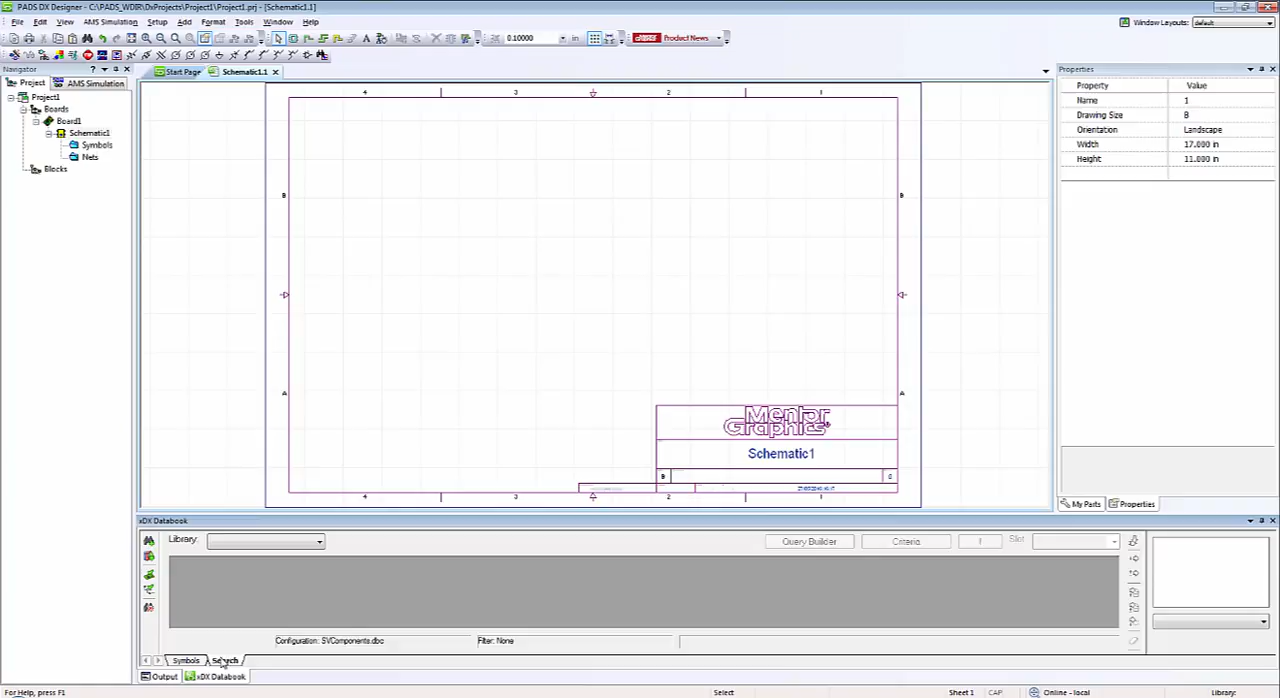 PADS DX Designer - C:\PADS_WDIR\DxProjects\Project1\Project1.prj - [Schematic1.1]
File Edit View AMS Simulation Setup Add Format Tools Window Help
Window Layouts: default
0.10000 in
Product News
Navigator
Start Page Schematic1.1
Properties
Project AMS Simulation
Project1
Boards
Board1
Schematic1
Symbols
Nets
Blocks
Property Value
Name 1
Drawing Size B
Orientation Landscape
Width 17.000 in
Height 11.000 in
4 3 2 1
B B
A A
Mentor
Graphics
Schematic1
B
4 3 2 1
My Parts Properties
xDX Databook
Library: Query Builder Criteria ! Slot
Configuration: SVComponents.dbc Filter: None
Symbols Search
Output xDX Databook
For Help, press F1 Select Sheet 1 CAP Online - local Library: